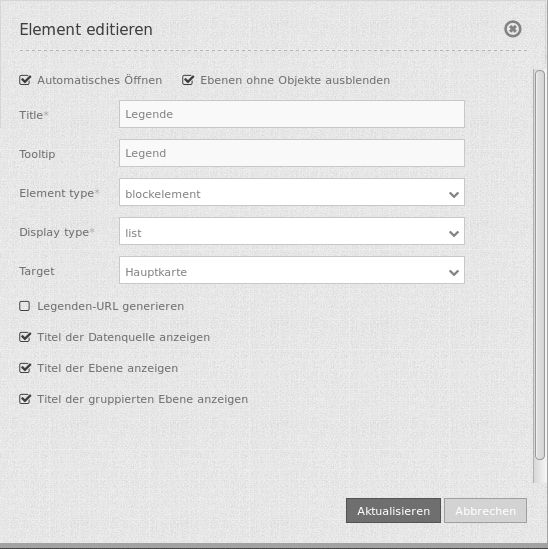 Element editieren
Automatisches Öffnen Ebenen ohne Objekte ausblenden
Title* Legende
Tooltip Legend
Element type* blockelement
Display type* list
Target Hauptkarte
Legenden-URL generieren
Titel der Datenquelle anzeigen
Titel der Ebene anzeigen
Titel der gruppierten Ebene anzeigen
Aktualisieren Abbrechen